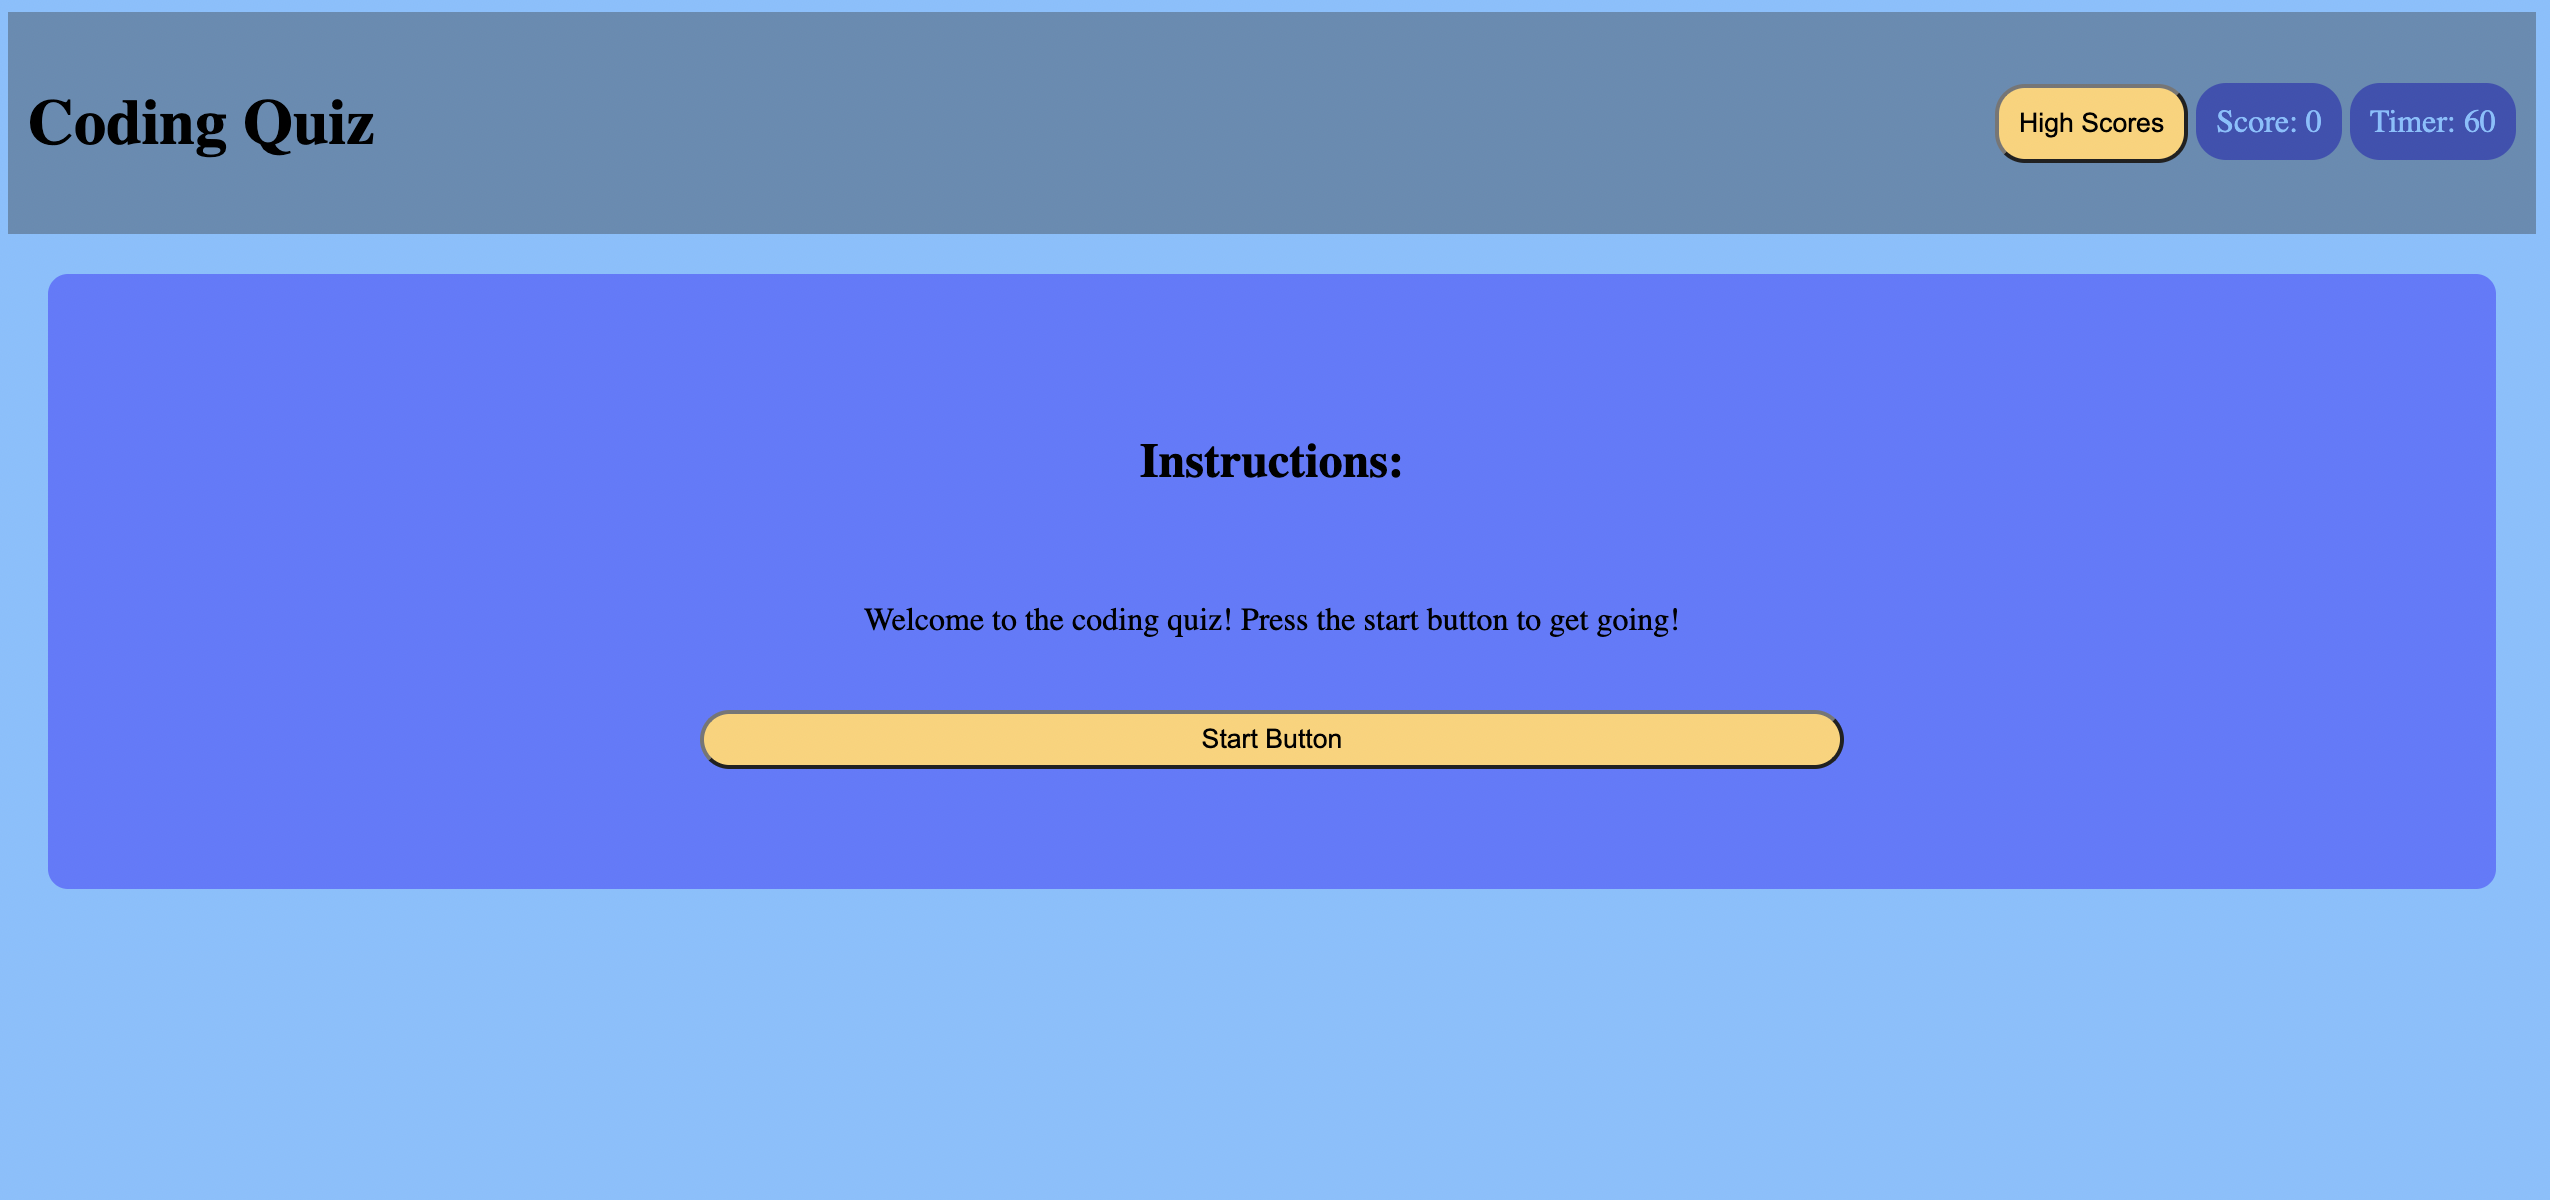 Coding Quiz
High Scores
Score: 0
Timer: 60
Instructions:
Welcome to the coding quiz! Press the start button to get going!
Start Button